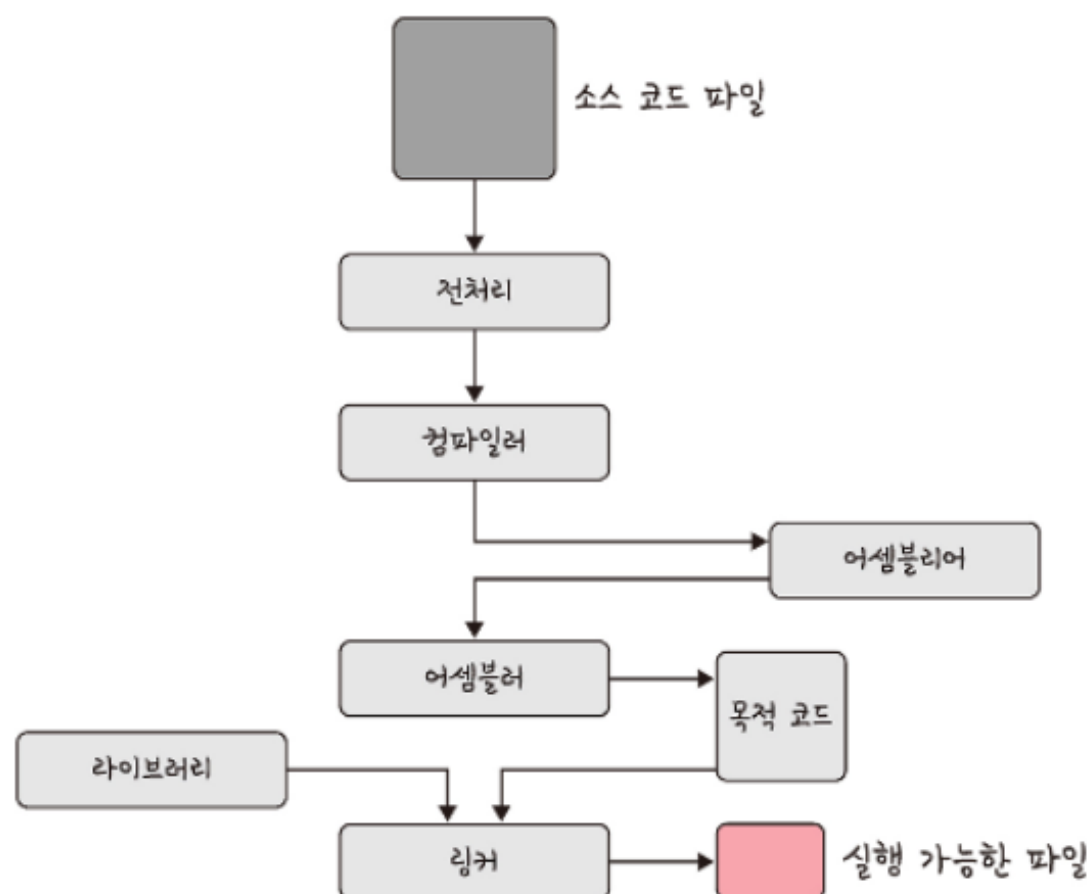 소스 코드 파일
전처리
컴파일러
어셈블리어
어셈블러
목적 코드
라이브러리
링커
실행 가능한 파일